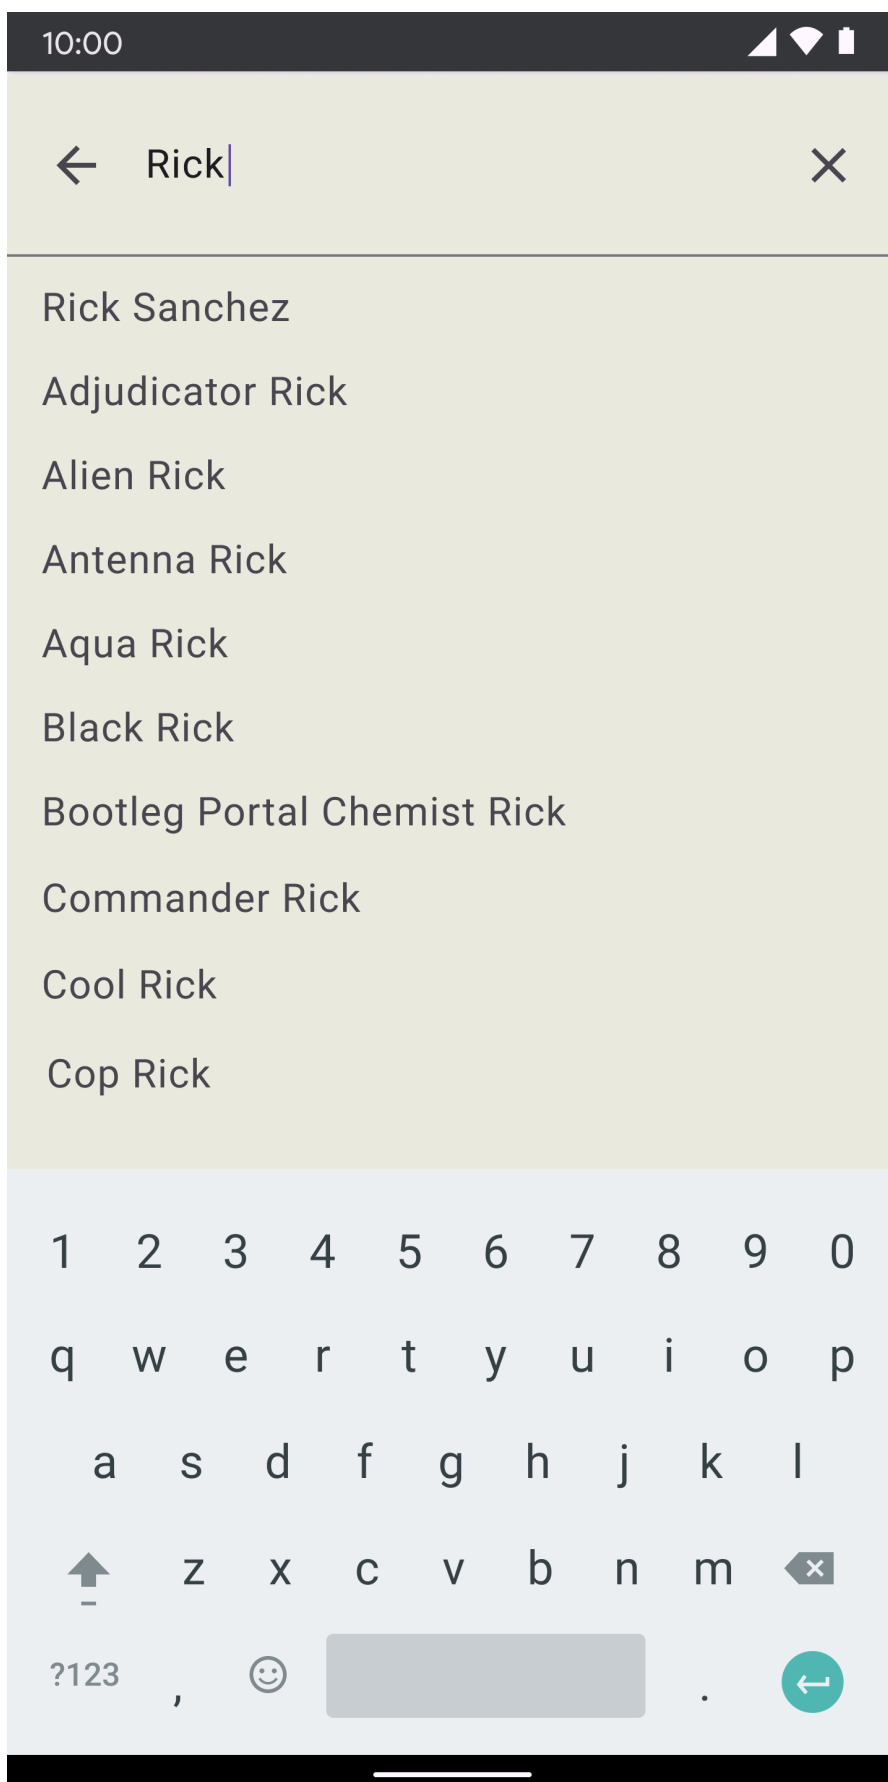 10:00
Rick
Rick Sanchez
Adjudicator Rick
Alien Rick
Antenna Rick
Aqua Rick
Black Rick
Bootleg Portal Chemist Rick
Commander Rick
Cool Rick
Cop Rick
1 2 3 4 5 6 7 8 9 0
q w e r t y u i o p
a s d f g h j k l
z x c v b n m
?123 , .